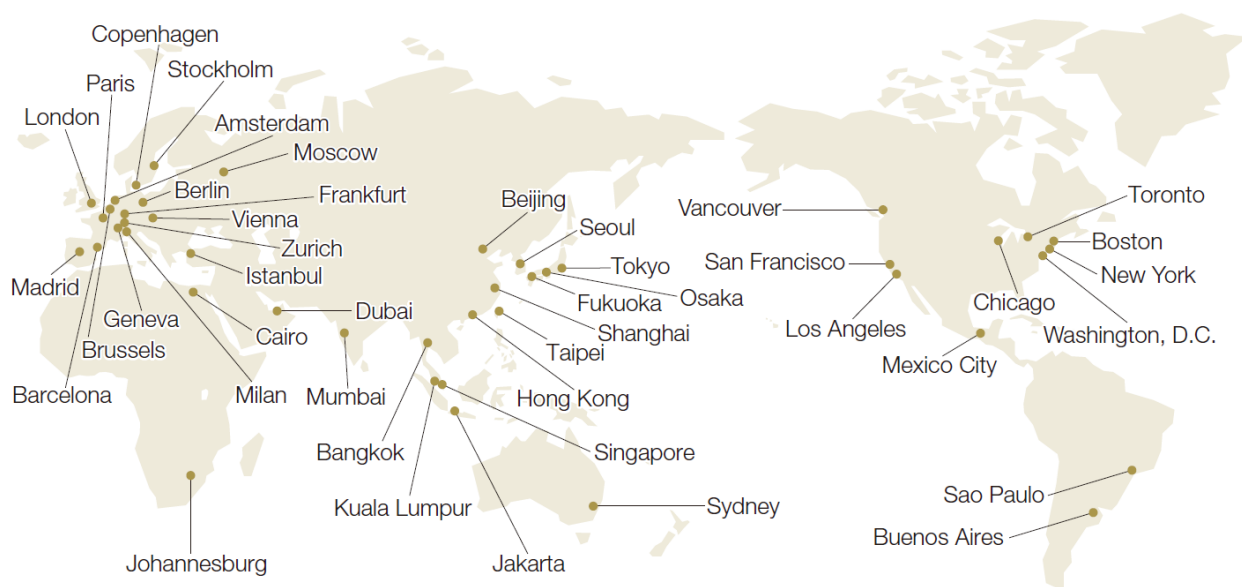 Copenhagen
Stockholm
Paris
London
Amsterdam
Moscow
Berlin
Frankfurt
Vienna
Zurich
Istanbul
Madrid
Geneva
Brussels
Cairo
Dubai
Barcelona
Milan
Mumbai
Johannesburg
Beijing
Seoul
Tokyo
Fukuoka
Osaka
Shanghai
Taipei
Hong Kong
Bangkok
Singapore
Kuala Lumpur
Jakarta
Sydney
Vancouver
San Francisco
Los Angeles
Toronto
Boston
New York
Chicago
Washington, D.C.
Mexico City
Sao Paulo
Buenos Aires